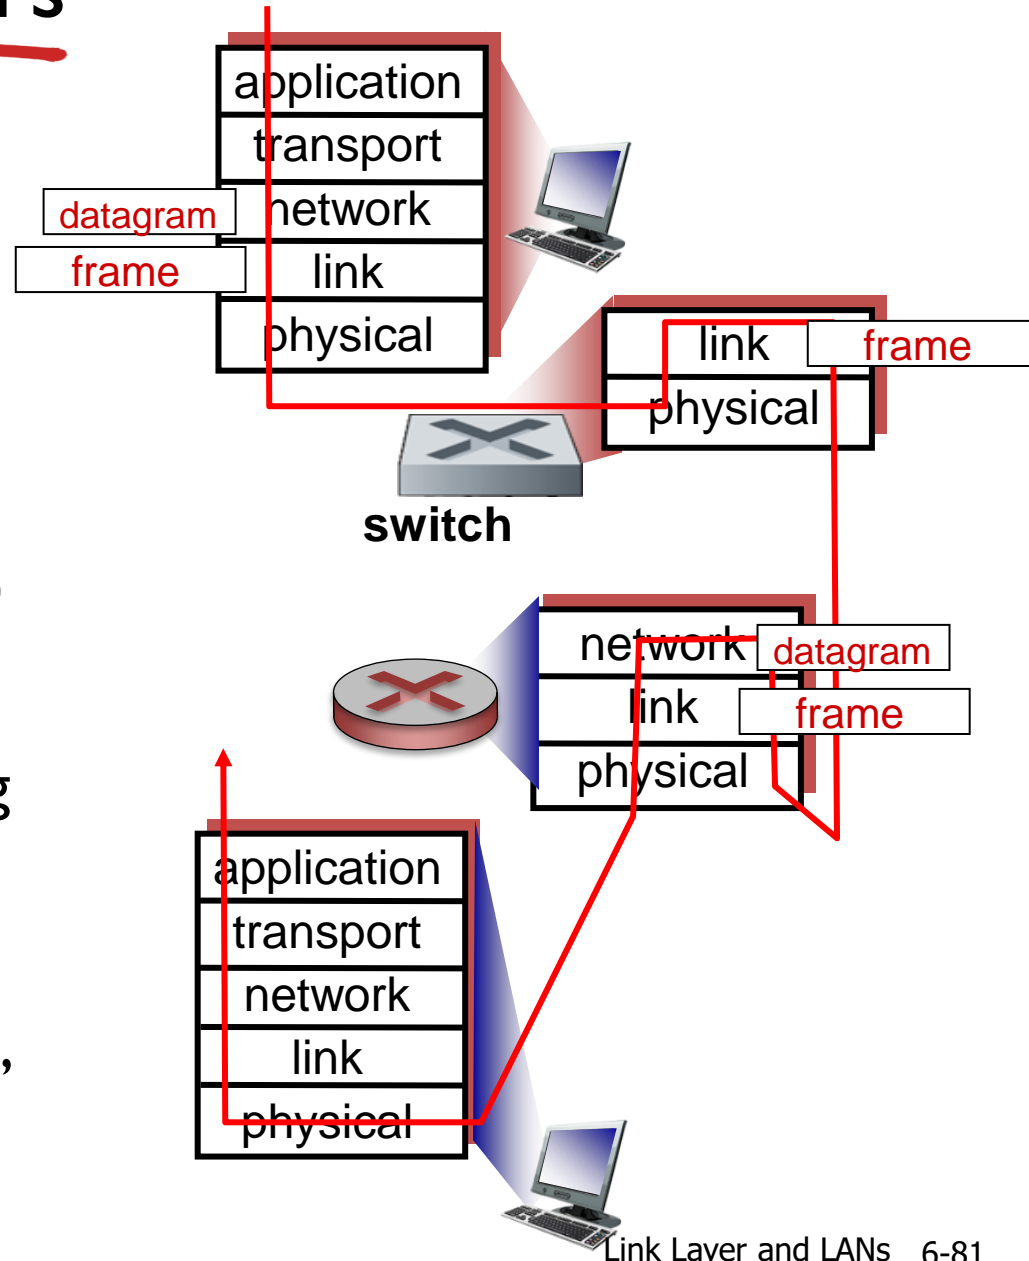 rs
application
transport
datagram network
frame link
physical
link frame
physical
switch
network datagram
link frame
physical
g
application
transport
network
link
,
physical
Link Layer and LANs 6-81